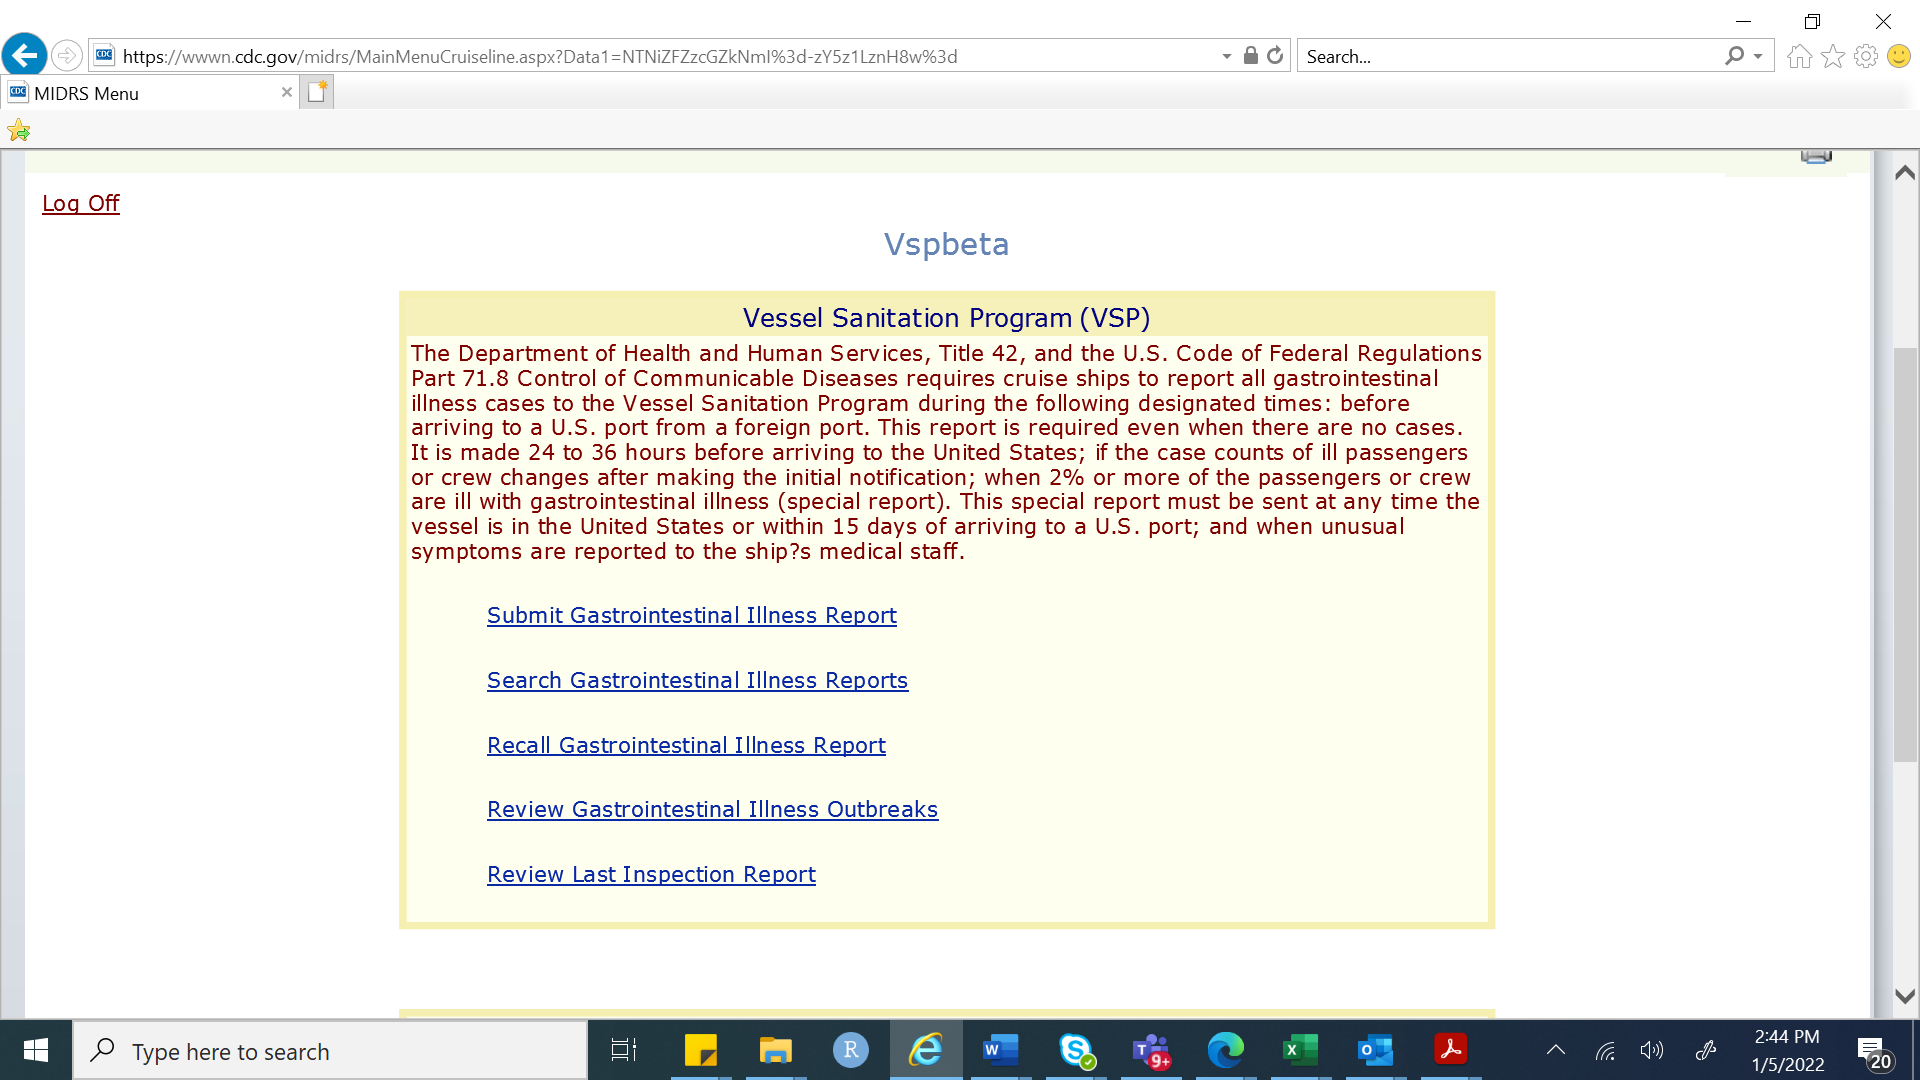 https://wwwn.cdc.gov/midrs/MainMenuCruiseline.aspx?Data1=NTNiZFZzcGZkNmI%3d-zY5z1LznH8w%3d
Search...
CDC
MIDRS Menu
Log Off
Vspbeta
Vessel Sanitation Program (VSP)
The Department of Health and Human Services, Title 42, and the U.S. Code of Federal Regulations
Part 71.8 Control of Communicable Diseases requires cruise ships to report all gastrointestinal
illness cases to the Vessel Sanitation Program during the following designated times: before
arriving to a U.S. port from a foreign port. This report is required even when there are no cases.
It is made 24 to 36 hours before arriving to the United States; if the case counts of ill passengers
or crew changes after making the initial notification; when 2% or more of the passengers or crew
are ill with gastrointestinal illness (special report). This special report must be sent at any time the
vessel is in the United States or within 15 days of arriving to a U.S. port; and when unusual
symptoms are reported to the ship?s medical staff.
Submit Gastrointestinal Illness Report
Search Gastrointestinal Illness Reports
Recall Gastrointestinal Illness Report
Review Gastrointestinal Illness Outbreaks
Review Last Inspection Report
Type here to search
9+
2:44 PM
1/5/2022
20